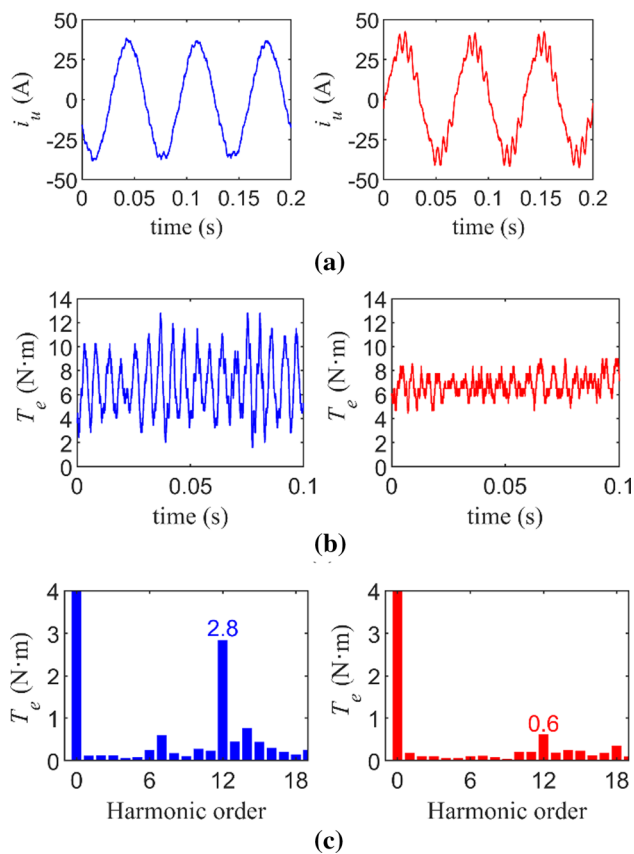 50
25
0
-25
-50
i_u (A)
0 0.05 0.1 0.15 0.2
time (s)
50
25
0
-25
-50
i_u (A)
0 0.05 0.1 0.15 0.2
time (s)
(a)
14
12
10
8
6
4
2
0
T_e (N·m)
0 0.05 0.1
time (s)
14
12
10
8
6
4
2
0
T_e (N·m)
0 0.05 0.1
time (s)
(b)
4
3
2
1
0
T_e (N·m)
2.8
0 6 12 18
Harmonic order
4
3
2
1
0
T_e (N·m)
0.6
0 6 12 18
Harmonic order
(c)